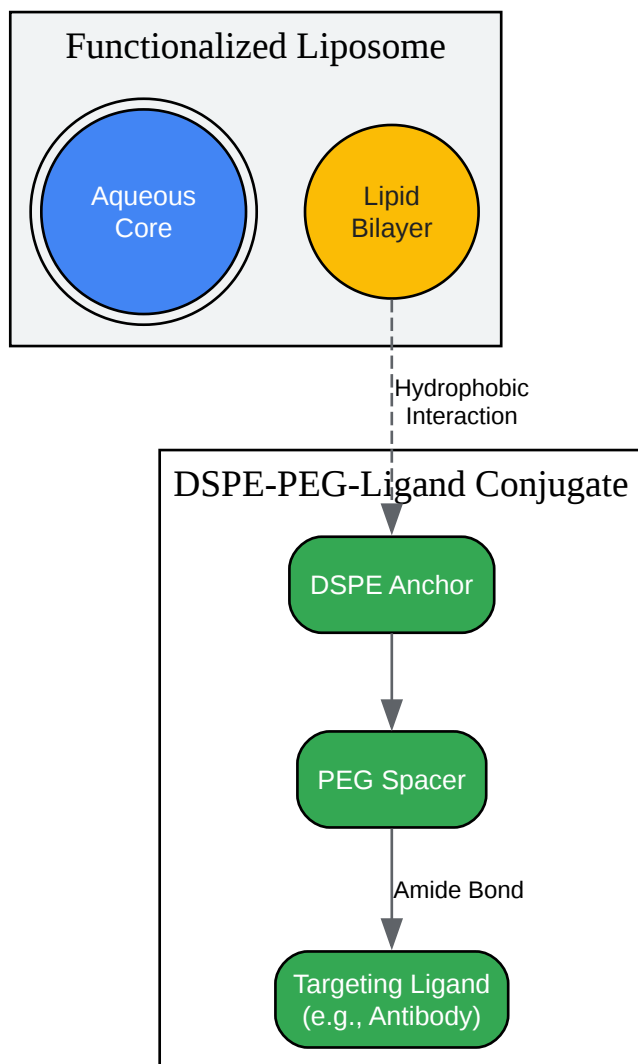 Functionalized Liposome
Aqueous
Core
Lipid
Bilayer
Hydrophobic
Interaction
DSPE-PEG-Ligand Conjugate
DSPE Anchor
PEG Spacer
Amide Bond
Targeting Ligand
(e.g., Antibody)